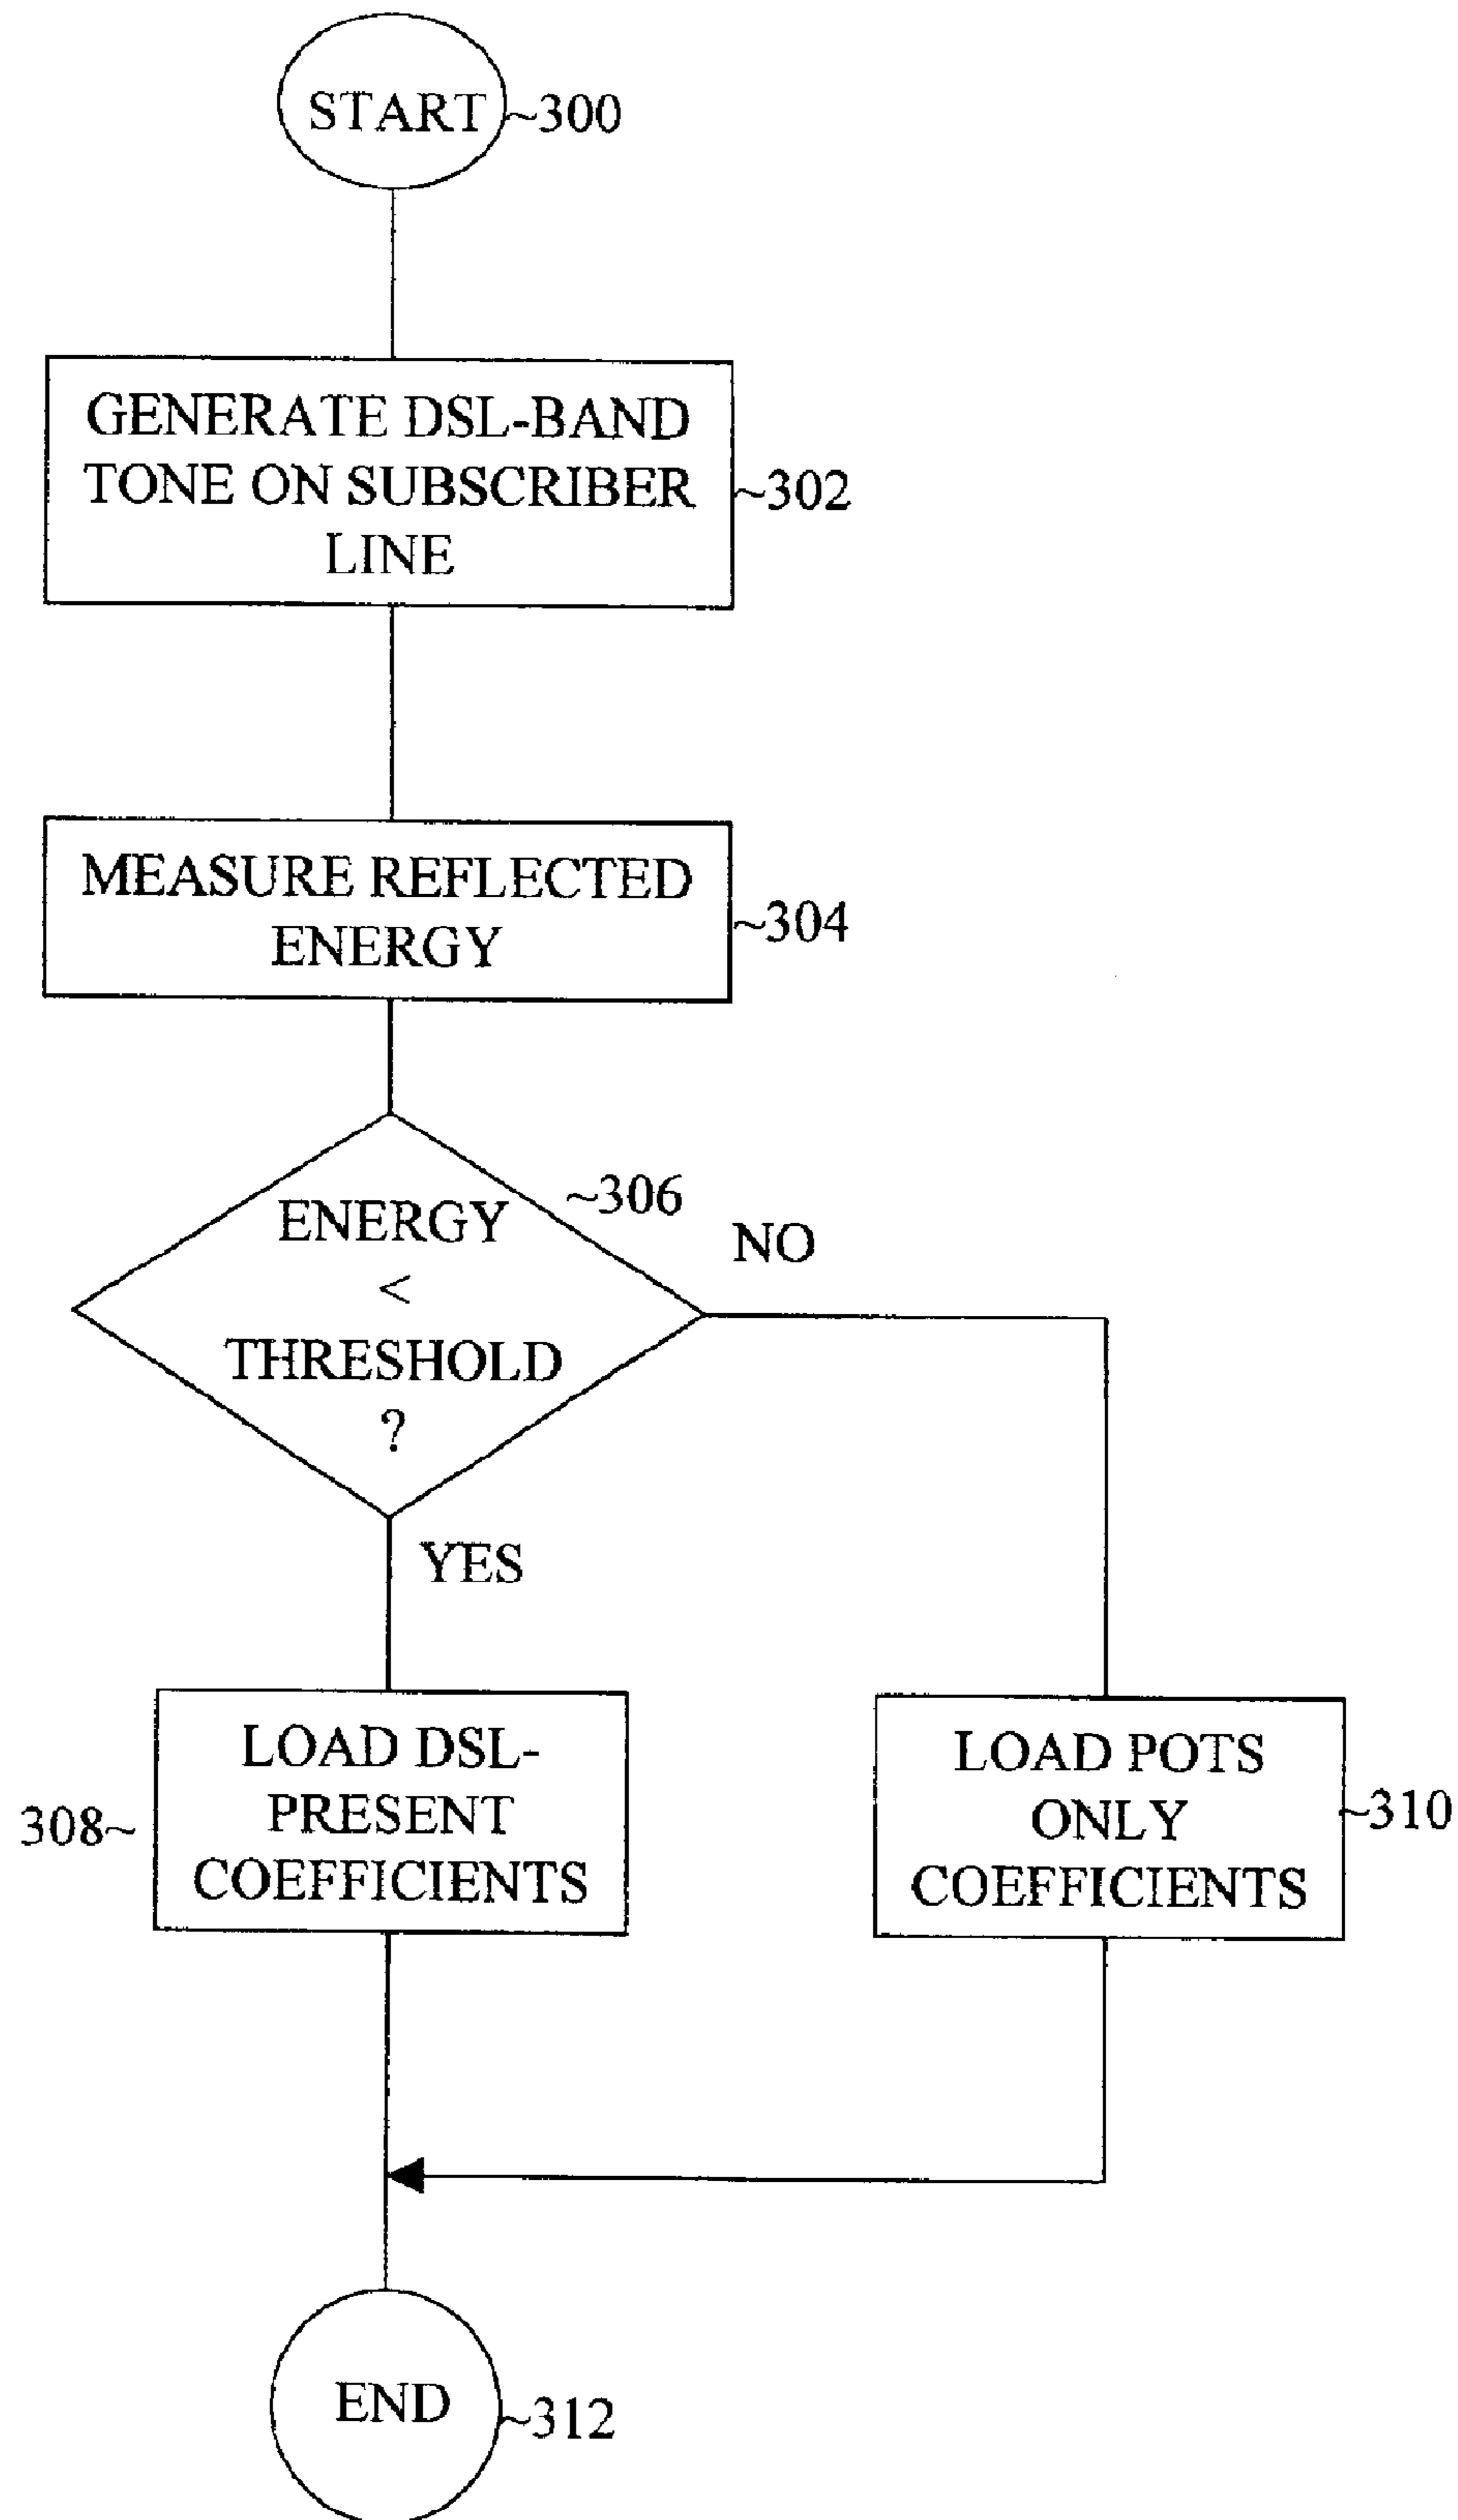 START
~300
GENERATE DSL-BAND
TONE ON SUBSCRIBER
LINE
~302
MEASURE REFLECTED
ENERGY
~304
ENERGY
<
THRESHOLD
?
~306
NO
YES
LOAD DSL-
PRESENT
COEFFICIENTS
308~
LOAD POTS
ONLY
COEFFICIENTS
~310
END
~312